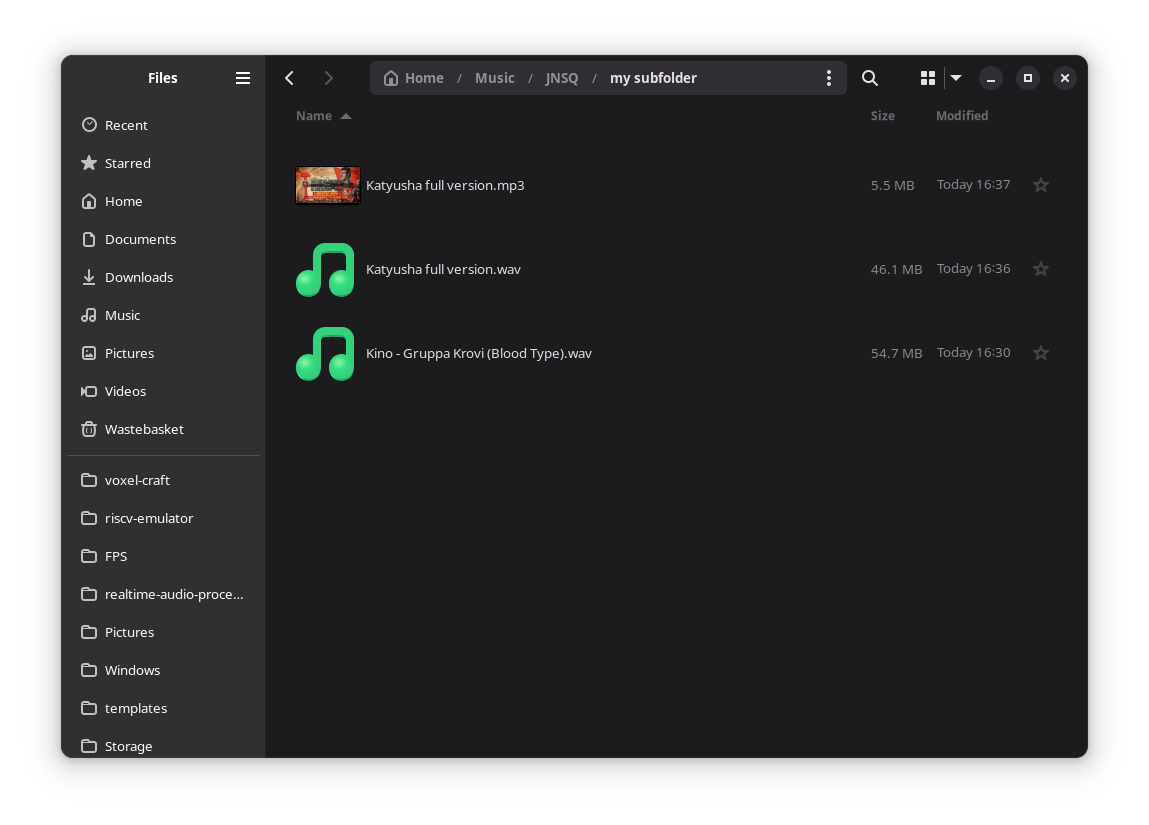 Files
Home / Music / JNSQ / my subfolder
Name Size Modified
Recent
Starred
Home
Documents
Downloads
Music
Pictures
Videos
Wastebasket
voxel-craft
riscv-emulator
FPS
realtime-audio-proce...
Pictures
Windows
templates
Storage
Katyusha full version.mp3 5.5 MB Today 16:37
Katyusha full version.wav 46.1 MB Today 16:36
Kino - Gruppa Krovi (Blood Type).wav 54.7 MB Today 16:30